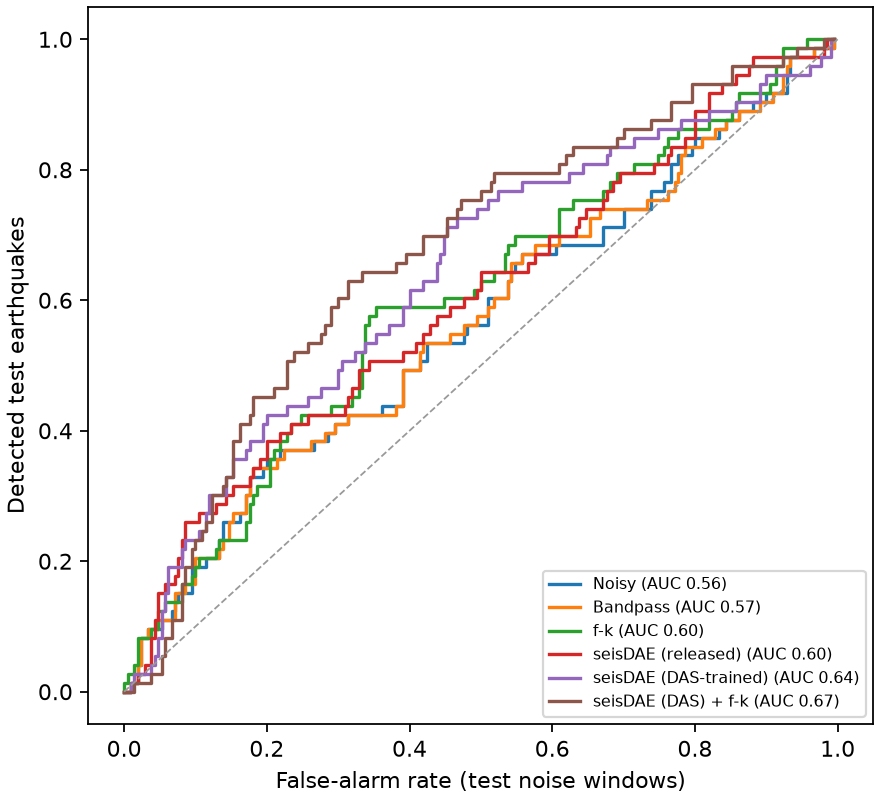 1.0
0.8
0.6
0.4
0.2
0.0
Detected test earthquakes
0.0 0.2 0.4 0.6 0.8 1.0
False-alarm rate (test noise windows)
Noisy (AUC 0.56)
Bandpass (AUC 0.57)
f-k (AUC 0.60)
seisDAE (released) (AUC 0.60)
seisDAE (DAS-trained) (AUC 0.64)
seisDAE (DAS) + f-k (AUC 0.67)